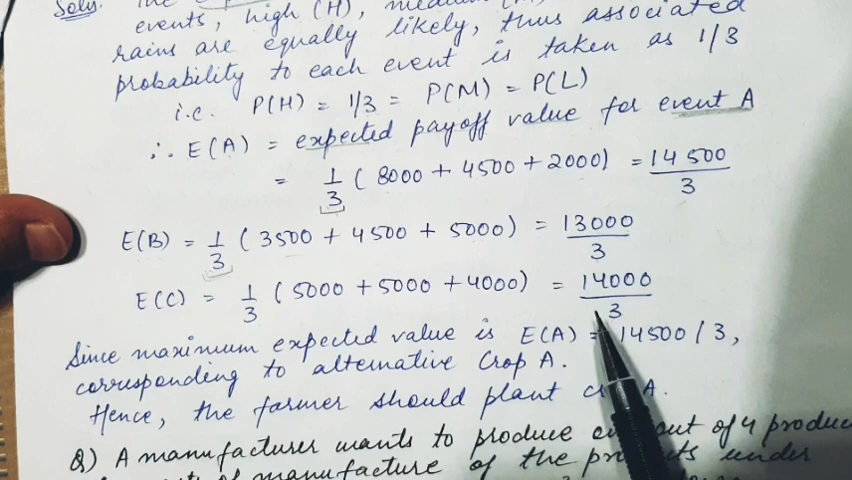 Soln. The
events, high (H), medium
rains are equally likely, thus associated
probability to each event is taken as 1/3
i.e. P(H) = 1/3 = P(M) = P(L)
∴ E(A) = expected payoff value for event A
= 1/3 (8000 + 4500 + 2000) = 14500/3
E(B) = 1/3 (3500 + 4500 + 5000) = 13000/3
E(C) = 1/3 (5000 + 5000 + 4000) = 14000/3
Since maximum expected value is E(A) = 14500/3,
corresponding to alternative Crop A.
Hence, the farmer should plant A.
Q) A manufacturer wants to produce out of 4 produc
of manufacture of the under